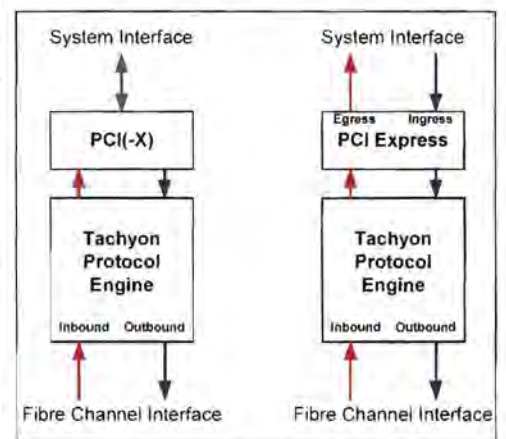 System Interface
PCI(-X)
Tachyon
Protocol
Engine
Inbound Outbound
Fibre Channel Interface
System Interface
Egress Ingress
PCI Express
Tachyon
Protocol
Engine
Inbound Outbound
Fibre Channel Interface